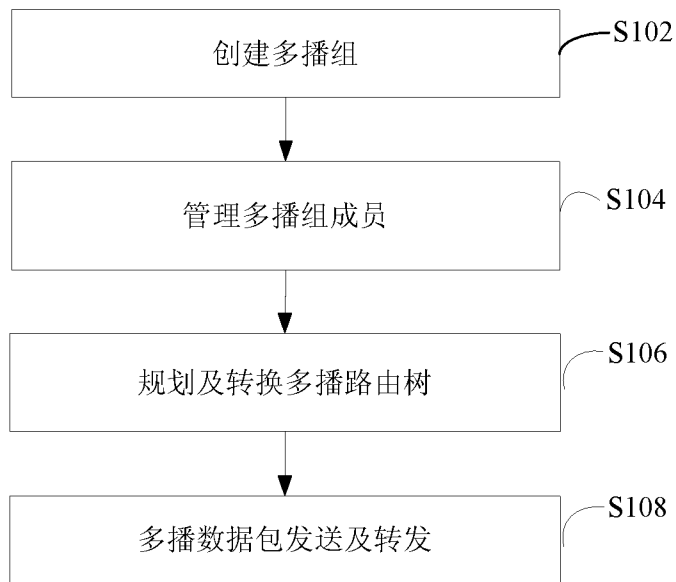 创建多播组
S102
管理多播组成员
S104
规划及转换多播路由树
S106
多播数据包发送及转发
S108